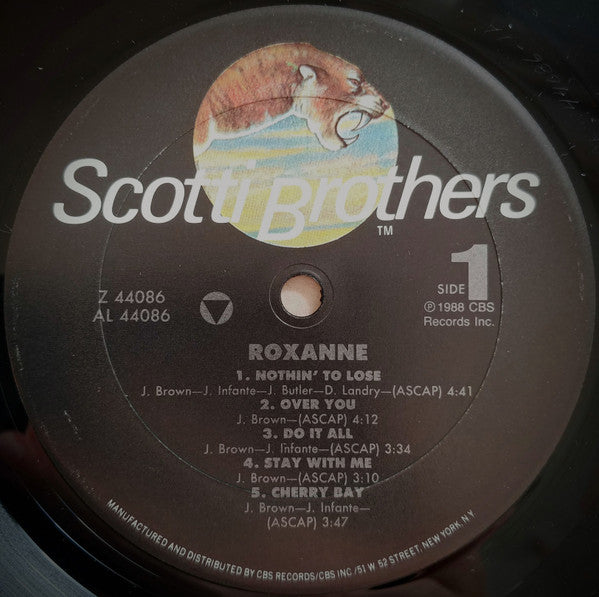 Scotti Brothers
TM
Z 44086
AL 44086
SIDE 1
℗ 1988 CBS
Records Inc.
ROXANNE
1. NOTHIN' TO LOSE
J. Brown—J. Infante—J. Butler—D. Landry—(ASCAP) 4:41
2. OVER YOU
J. Brown—(ASCAP) 4:12
3. DO IT ALL
J. Brown—J. Infante—(ASCAP) 3:34
4. STAY WITH ME
J. Brown—(ASCAP) 3:10
5. CHERRY BAY
J. Brown—J. Infante—
(ASCAP) 3:47
MANUFACTURED AND DISTRIBUTED BY CBS RECORDS/CBS INC./51 W 52 STREET, NEW YORK, N.Y.